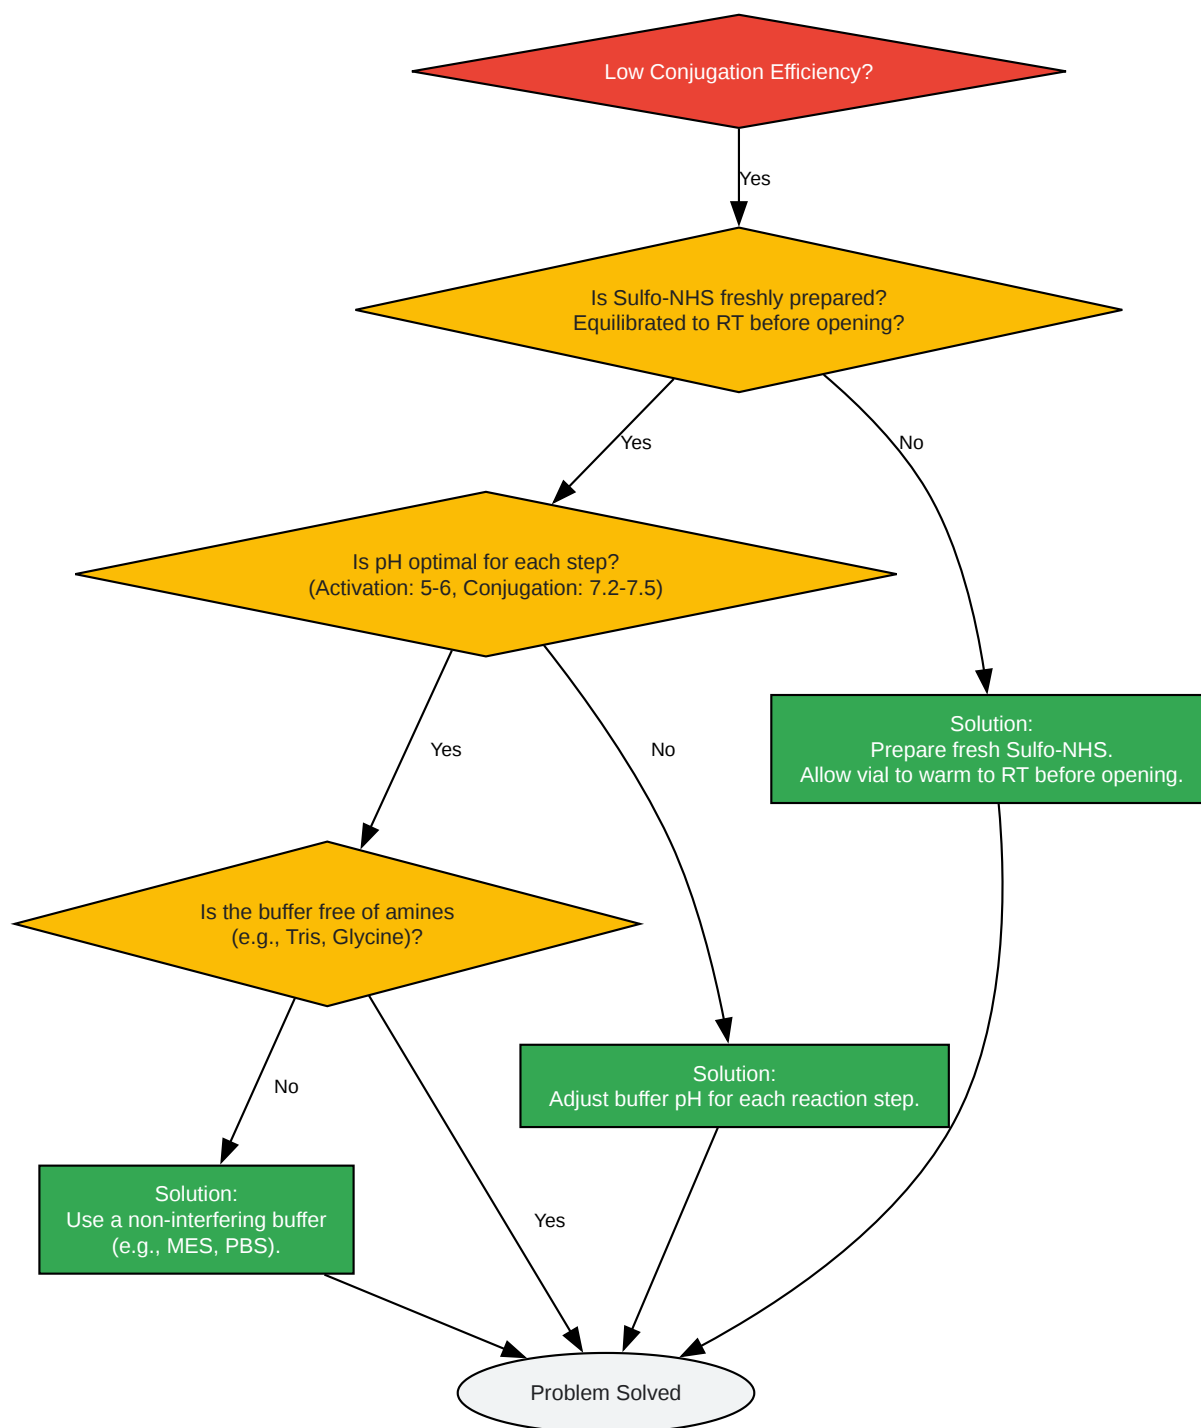 Low Conjugation Efficiency?
Yes
Is Sulfo-NHS freshly prepared?
Equilibrated to RT before opening?
Yes
No
Is pH optimal for each step?
(Activation: 5-6, Conjugation: 7.2-7.5)
Solution:
Prepare fresh Sulfo-NHS.
Allow vial to warm to RT before opening.
Yes
No
Is the buffer free of amines
(e.g., Tris, Glycine)?
Solution:
Adjust buffer pH for each reaction step.
No
Yes
Solution:
Use a non-interfering buffer
(e.g., MES, PBS).
Problem Solved